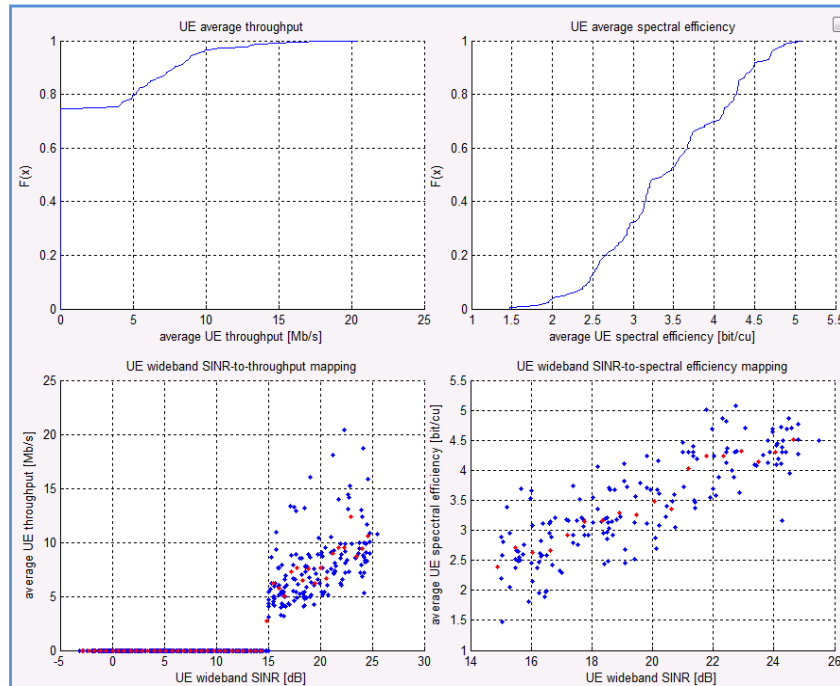 UE average throughput
1
0.8
0.6
0.4
0.2
0
F(x)
0 5 10 15 20 25
average UE throughput [Mb/s]
UE average spectral efficiency
1
0.8
0.6
0.4
0.2
0
F(x)
1 1.5 2 2.5 3 3.5 4 4.5 5 5.5
average UE spectral efficiency [bit/cu]
UE wideband SINR-to-throughput mapping
25
20
15
10
5
0
average UE throughput [Mb/s]
-5 0 5 10 15 20 25 30
UE wideband SINR [dB]
UE wideband SINR-to-spectral efficiency mapping
5.5
5
4.5
4
3.5
3
2.5
2
1.5
1
average UE specctral efficiency [bit/cu]
14 16 18 20 22 24 26
UE wideband SINR [dB]